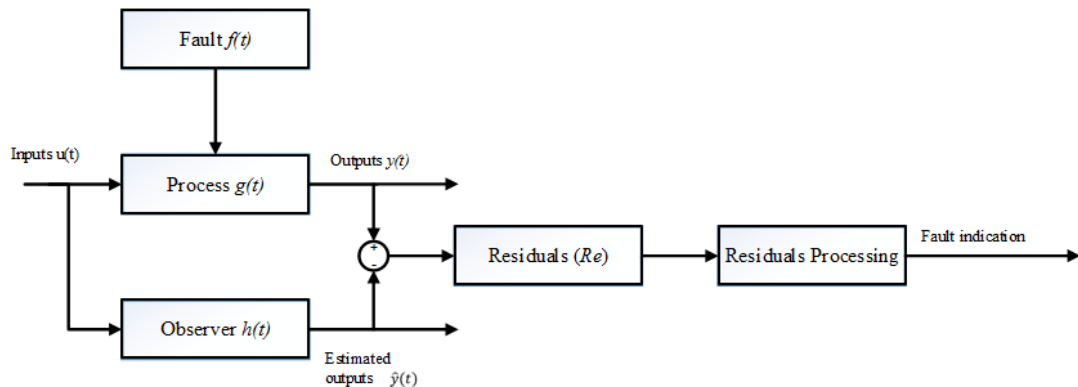 Fault f(t)
Inputs u(t)
Outputs y(t)
Process g(t)
+
-
Residuals (Re)
Residuals Processing
Fault indication
Observer h(t)
Estimated
outputs ŷ(t)